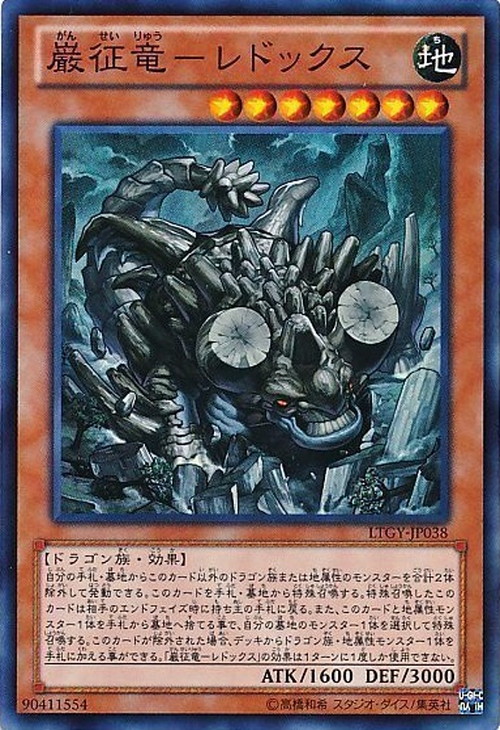 がん せい りゅう
巌征竜－レドックス
ち
地
LTGY-JP038
【ドラゴン族・効果】
自分の手札・墓地からこのカード以外のドラゴン族または地属性のモンスターを合計2体
除外して発動できる。このカードを手札・墓地から特殊召喚する。特殊召喚したこの
カードは相手のエンドフェイズ時に持ち主の手札に戻る。また、このカードと地属性モン
スター1体を手札から墓地へ捨てる事で、自分の墓地のモンスター1体を選択して特殊
召喚する。このカードが除外された場合、デッキからドラゴン族・地属性モンスター1体を
手札に加える事ができる。「巌征竜－レドックス」の効果は1ターンに1度しか使用できない。
ATK/1600 DEF/3000
90411554
©高橋和希 スタジオ・ダイス/集英社